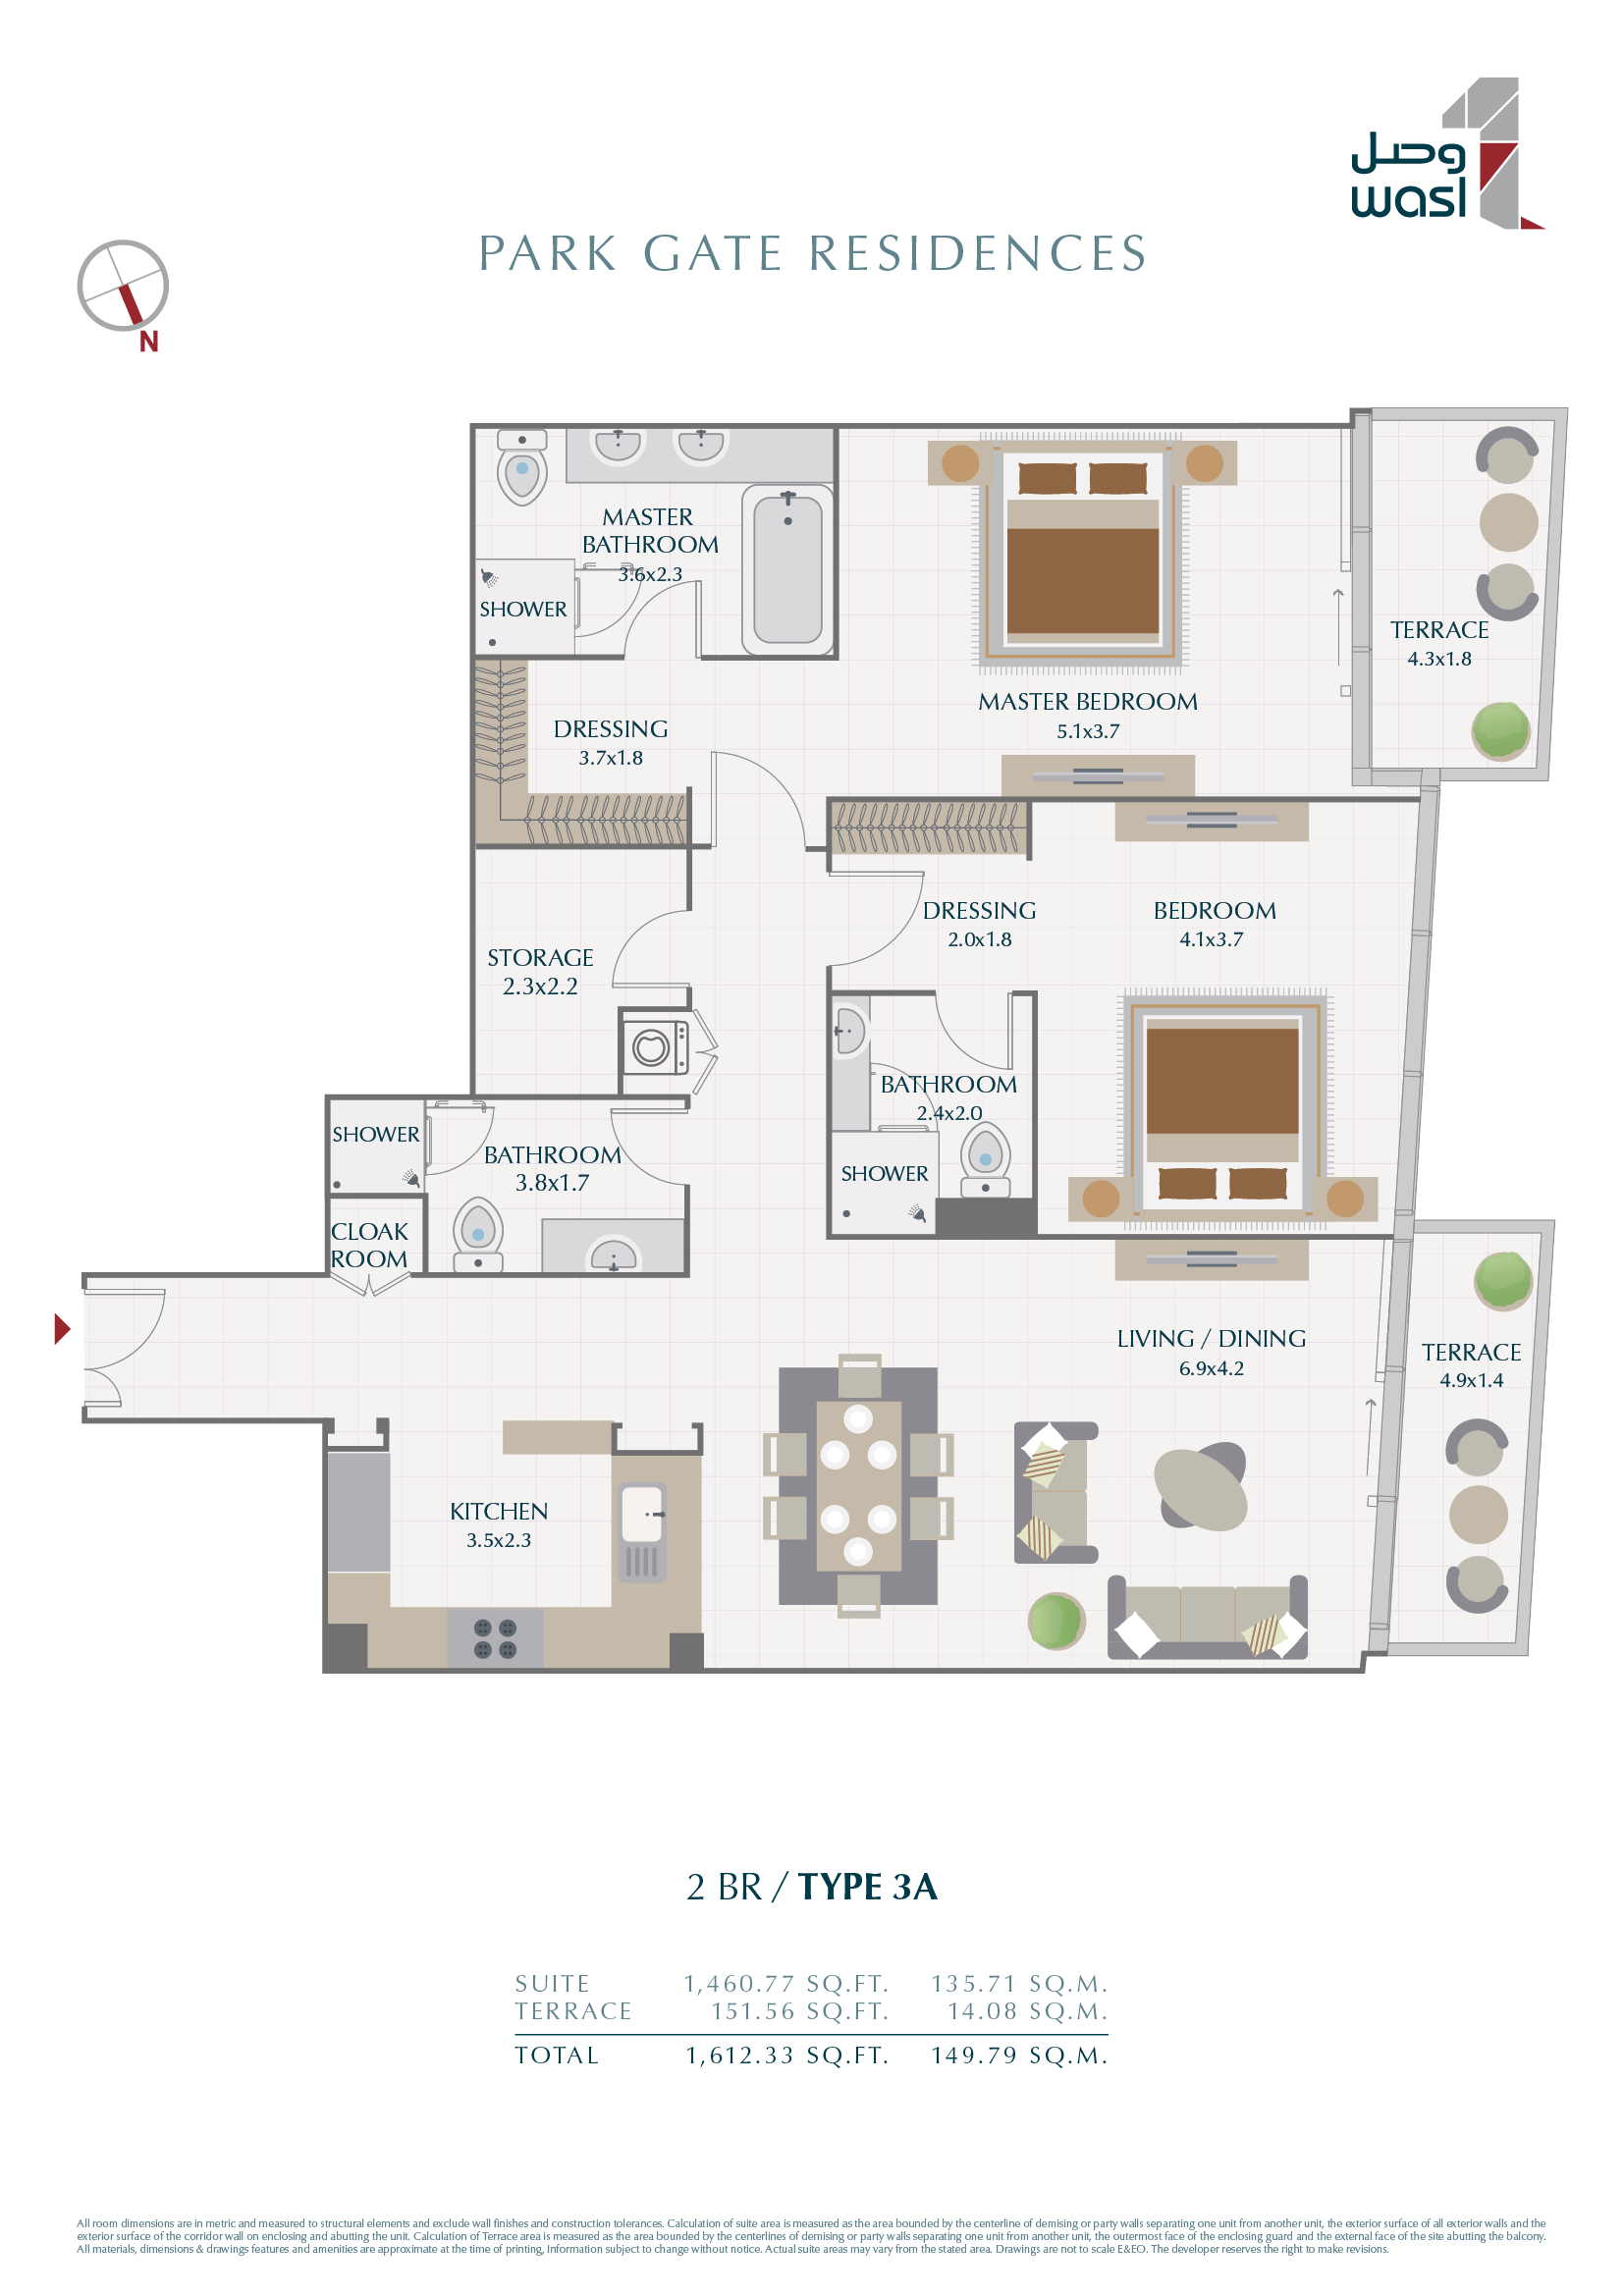 وصل
wasl
PARK GATE RESIDENCES
N
MASTER
BATHROOM
3.6x2.3
SHOWER
TERRACE
4.3x1.8
MASTER BEDROOM
5.1x3.7
DRESSING
3.7x1.8
DRESSING
2.0x1.8
BEDROOM
4.1x3.7
STORAGE
2.3x2.2
BATHROOM
2.4x2.0
SHOWER
SHOWER
BATHROOM
3.8x1.7
CLOAK
ROOM
LIVING / DINING
6.9x4.2
TERRACE
4.9x1.4
KITCHEN
3.5x2.3
2 BR / TYPE 3A
SUITE 1,460.77 SQ.FT. 135.71 SQ.M.
TERRACE 151.56 SQ.FT. 14.08 SQ.M.
TOTAL 1,612.33 SQ.FT. 149.79 SQ.M.
All room dimensions are in metric and measured to structural elements and exclude wall finishes and construction tolerances. Calculation of suite area is measured as the area bounded by the centerline of demising or party walls separating one unit from another unit, the exterior surface of all exterior walls and the
exterior surface of the corridor wall on enclosing and abutting the unit. Calculation of Terrace area is measured as the area bounded by the centerlines of demising or party walls separating one unit from another unit, the outermost face of the enclosing guard and the external face of the site abutting the balcony.
All materials, dimensions & drawings features and amenities are approximate at the time of printing, Information subject to change without notice. Actual suite areas may vary from the stated area. Drawings are not to scale E&EO. The developer reserves the right to make revisions.